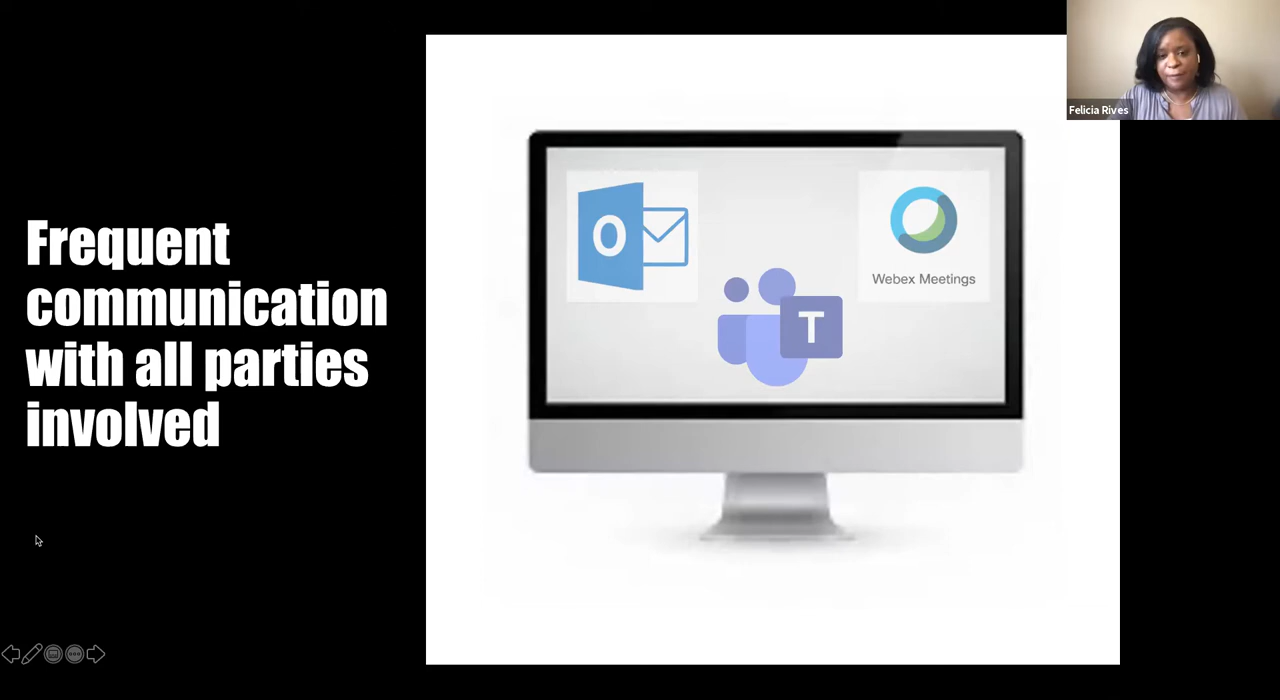 Felicia Rives
Frequent
communication
with all parties
involved
O
Webex Meetings
T